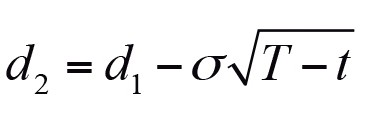 d₂ = d₁ − σ√(T − t)